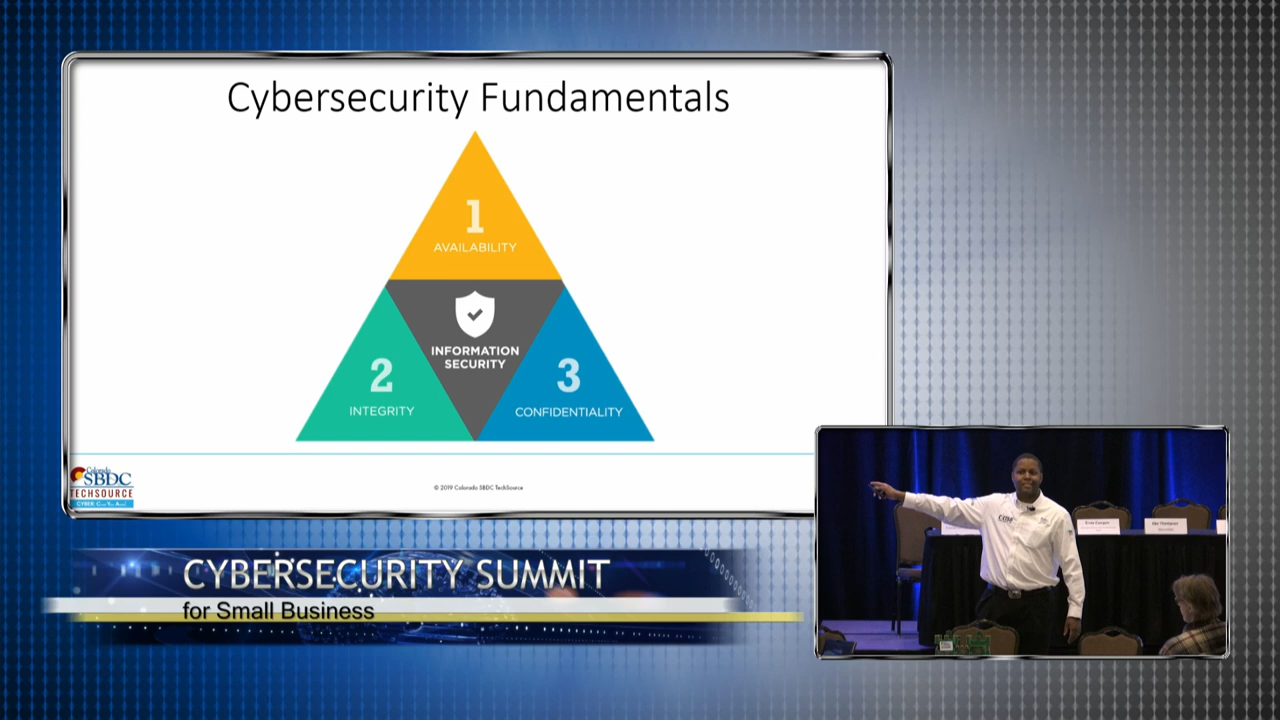 Cybersecurity Fundamentals
1
AVAILABILITY
INFORMATION
SECURITY
2
INTEGRITY
3
CONFIDENTIALITY
Colorado
SBDC
TECHSOURCE
© 2019 Colorado SBDC TechSource
CYBERSECURITY SUMMIT
for Small Business